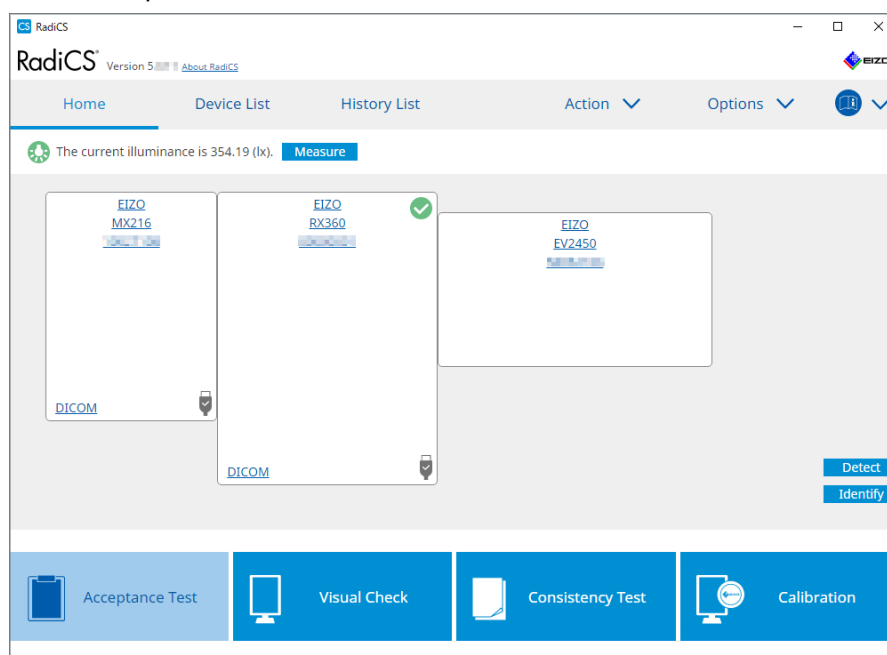 CS RadiCS
RadiCS® Version 5. About RadiCS
EIZO
Home Device List History List Action Options
The current illuminance is 354.19 (lx). Measure
EIZO
MX216
DICOM
EIZO
RX360
DICOM
EIZO
EV2450
Detect
Identify
Acceptance Test Visual Check Consistency Test Calibration